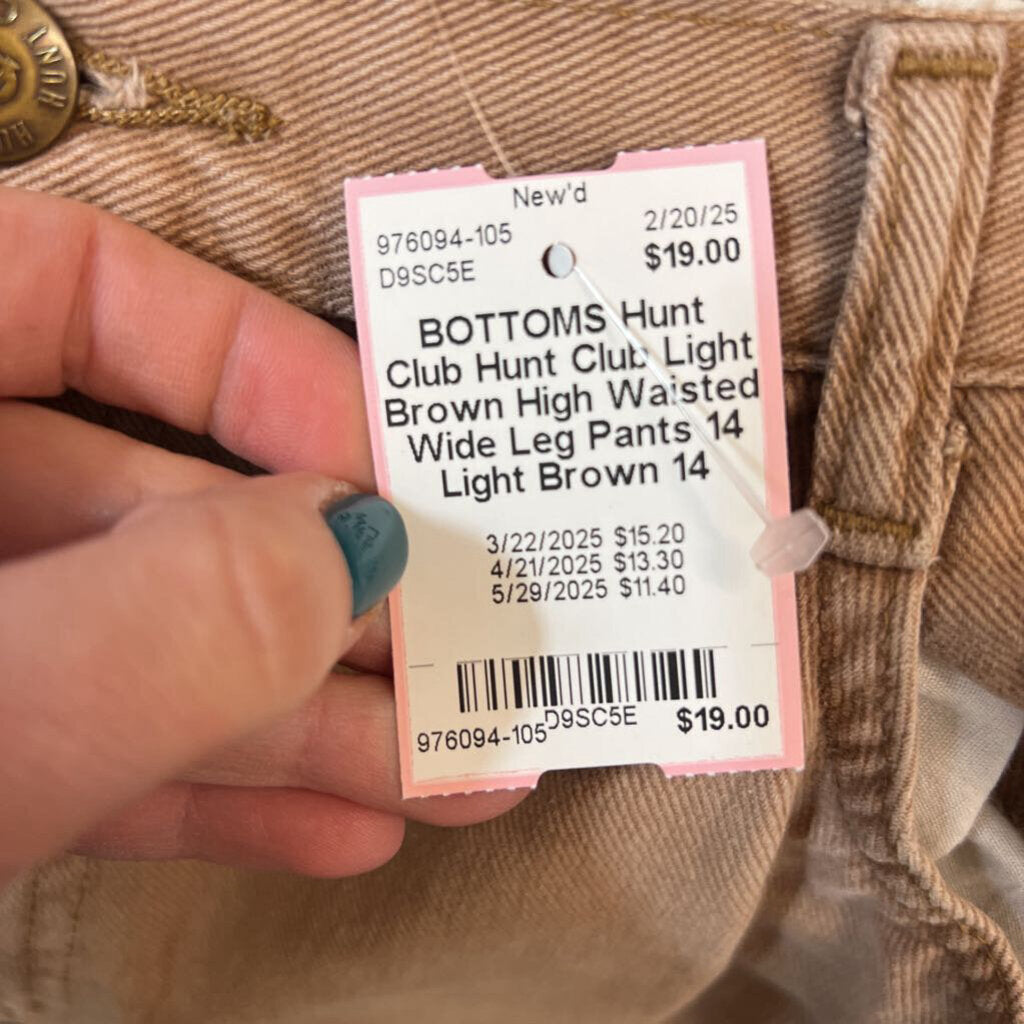 HUNT
New'd
976094-105 2/20/25
D9SC5E $19.00
BOTTOMS Hunt
Club Hunt Club Light
Brown High Waisted
Wide Leg Pants 14
Light Brown 14
3/22/2025 $15.20
4/21/2025 $13.30
5/29/2025 $11.40
976094-105 D9SC5E $19.00